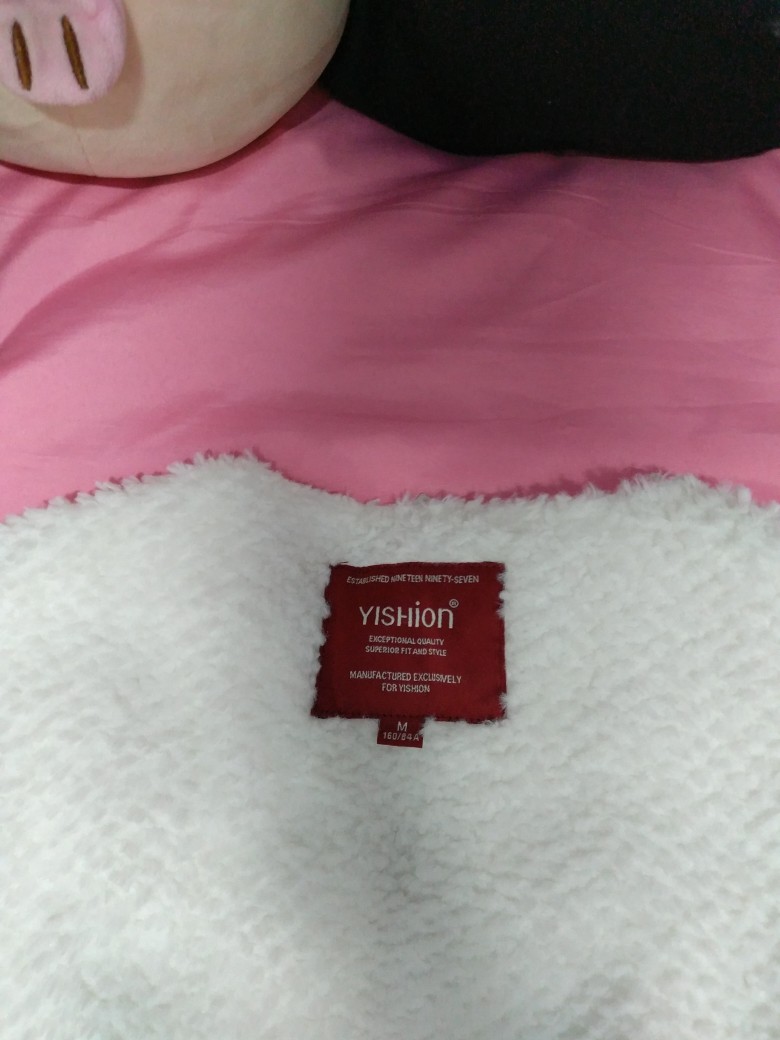 ESTABLISHED NINETEEN NINETY-SEVEN
YISHION®
EXCEPTIONAL QUALITY
SUPERIOR FIT AND STYLE
MANUFACTURED EXCLUSIVELY
FOR YISHION
M
160/84A